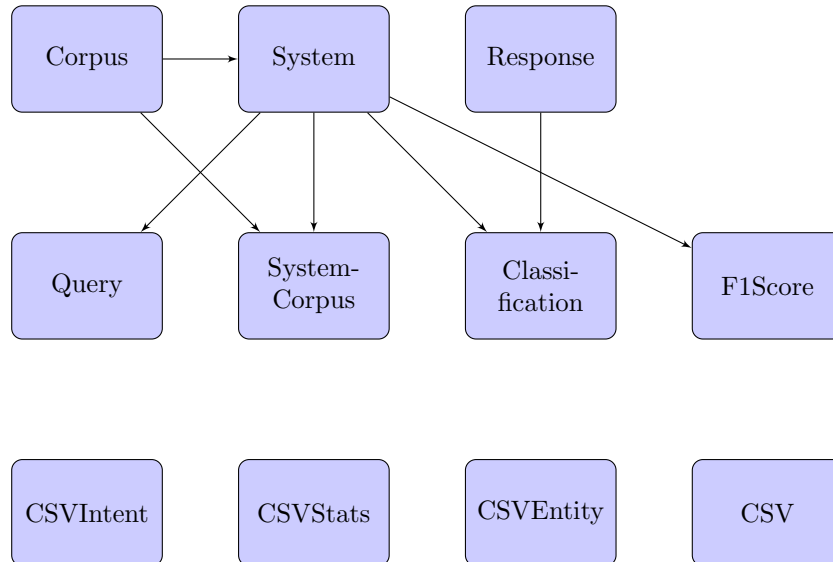 Corpus
System
Response
Query
System-
Corpus
Classi-
fication
F1Score
CSVIntent
CSVStats
CSVEntity
CSV